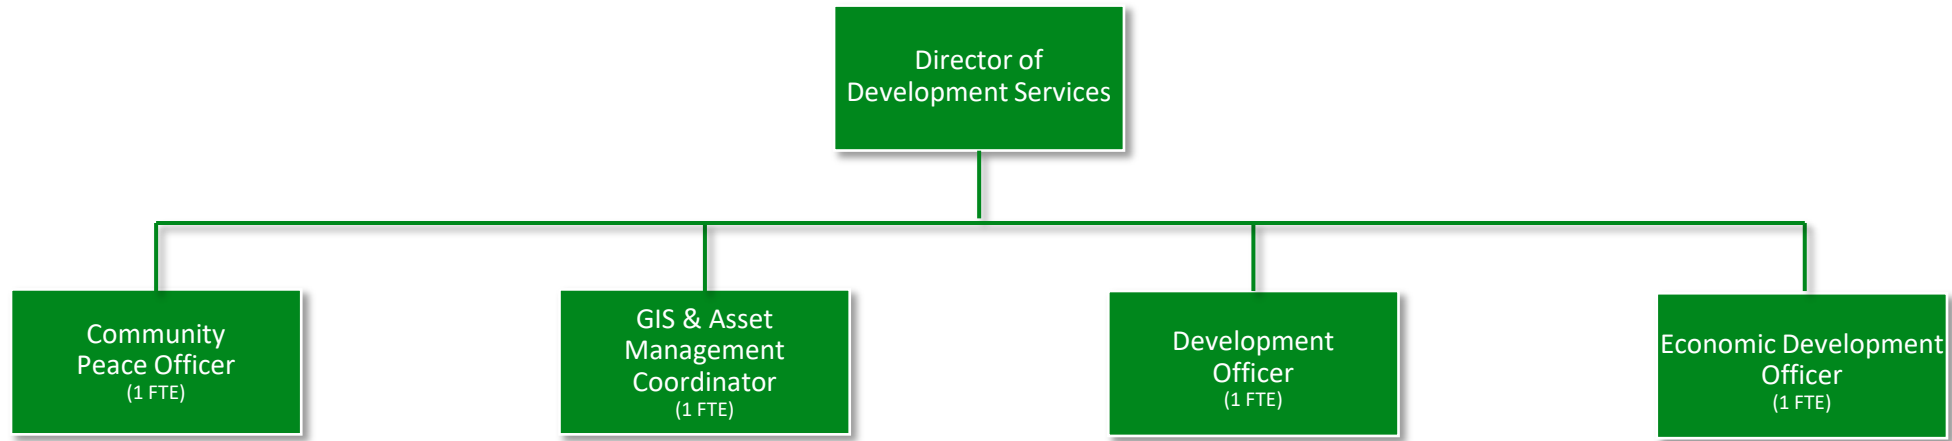 Director of
Development Services
Community
Peace Officer
(1 FTE)
GIS & Asset
Management
Coordinator
(1 FTE)
Development
Officer
(1 FTE)
Economic Development
Officer
(1 FTE)